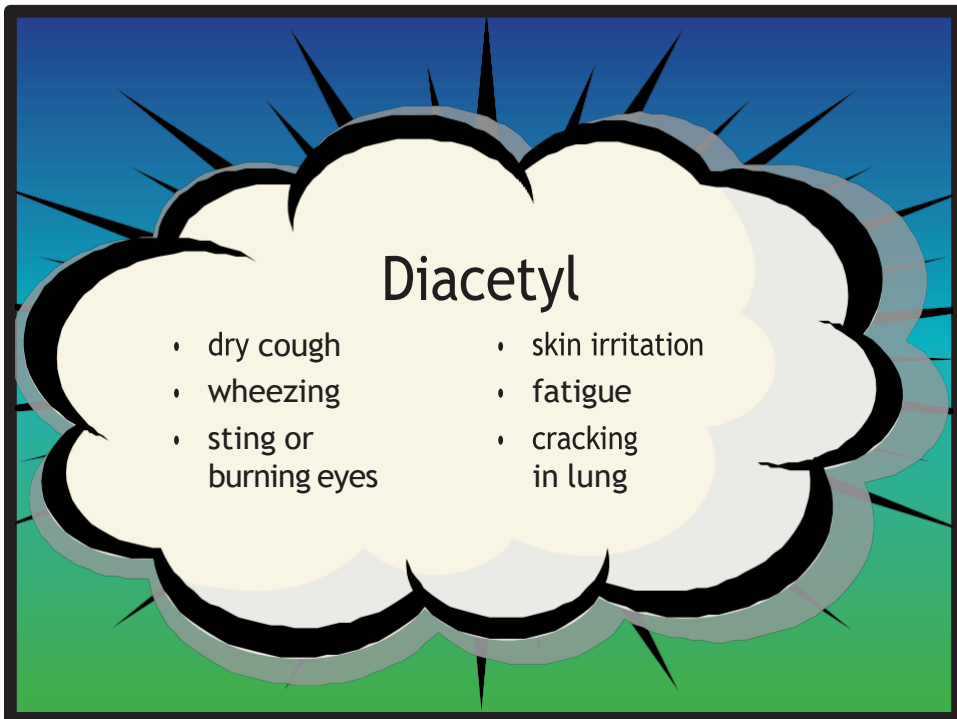 Diacetyl
• dry cough
• wheezing
• sting or
burning eyes
• skin irritation
• fatigue
• cracking
in lung